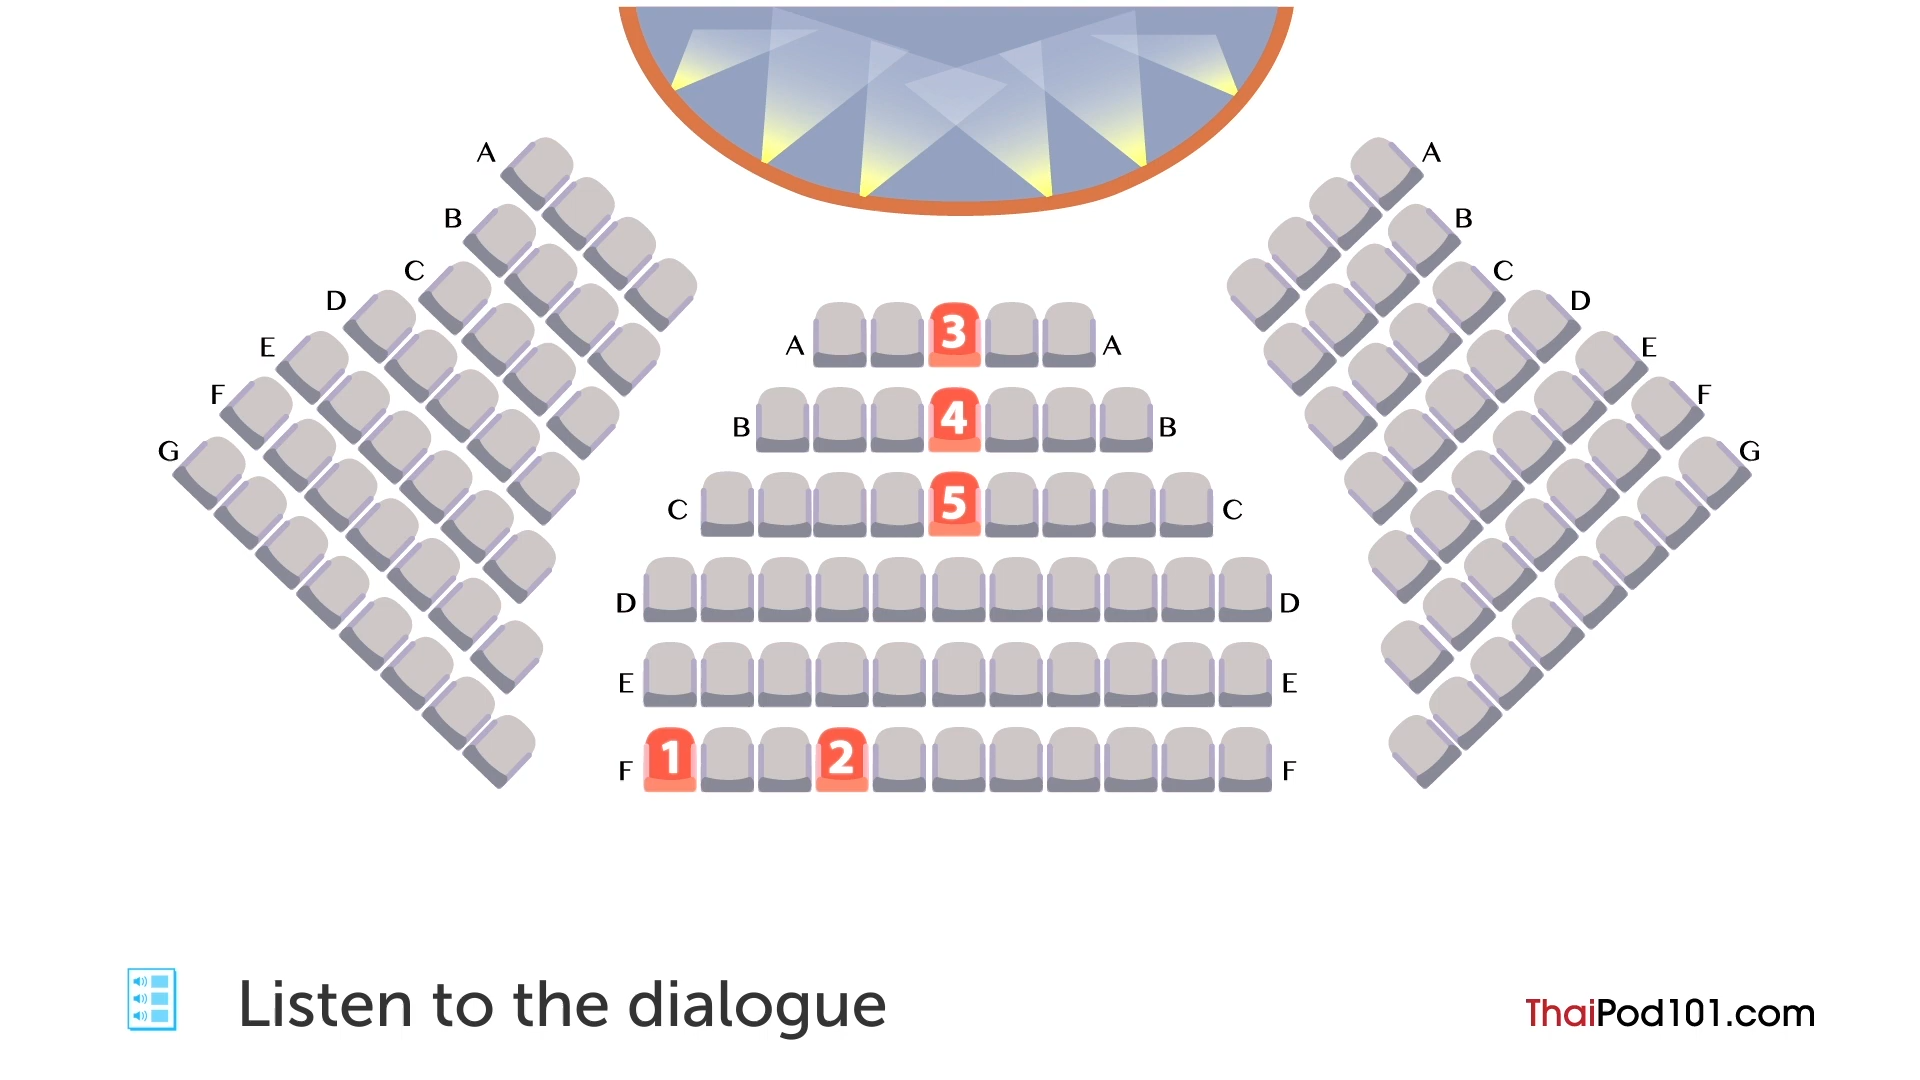 A A
B B
C C
D D
E E
F F
G G
A 3 A
B 4 B
C 5 C
D D
E E
F 1 2 F
Listen to the dialogue
ThaiPod101.com